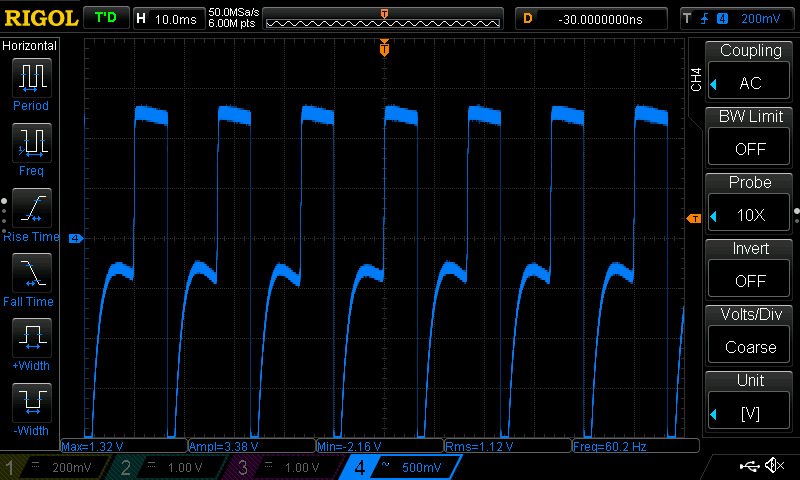 RIGOL T'D H 10.0ms 50.0MSa/s 6.00M pts T D -30.0000000ns T 4 200mV
Horizontal
Period
Freq
Rise Time
Fall Time
+Width
-Width
T
4
T
CH4
Coupling
AC
BW Limit
OFF
Probe
10X
Invert
OFF
Volts/Div
Coarse
Unit
[V]
Max=1.32 V Ampl=3.38 V Min=-2.16 V Rms=1.12 V Freq=60.2 Hz
1 200mV 2 1.00 V 3 1.00 V 4 ~ 500mV